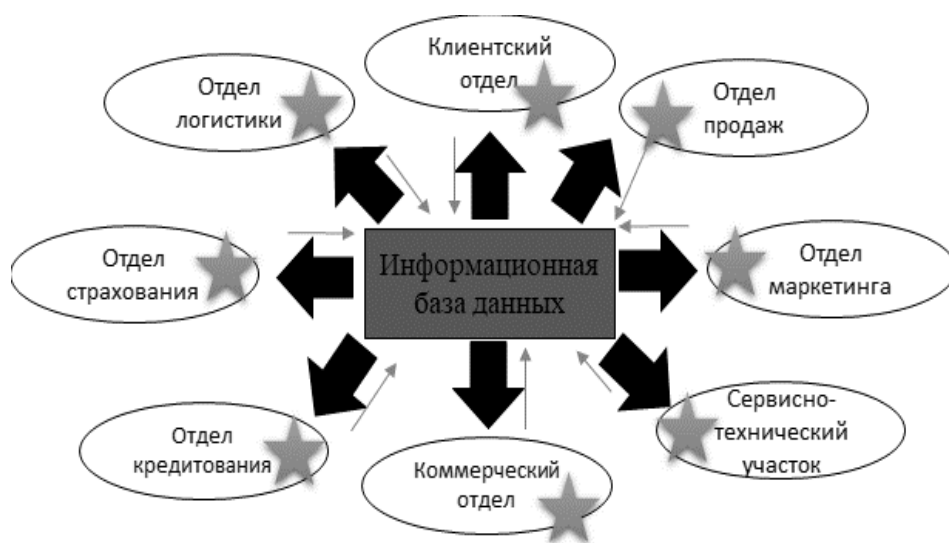 Клиентский
отдел
Отдел
логистики
Отдел
продаж
Отдел
страхования
Информационная
база данных
Отдел
маркетинга
Отдел
кредитования
Коммерческий
отдел
Сервисно-
технический
участок